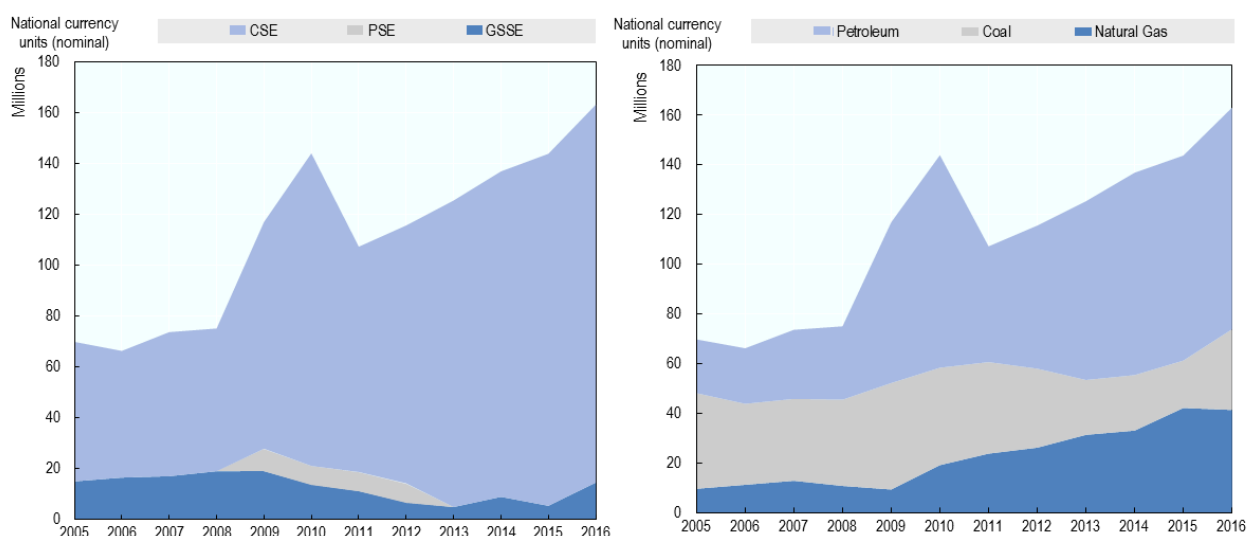 National currency
units (nominal)
CSE PSE GSSE
Millions
180
160
140
120
100
80
60
40
20
0
2005 2006 2007 2008 2009 2010 2011 2012 2013 2014 2015 2016
National currency
units (nominal)
Petroleum Coal Natural Gas
Millions
180
160
140
120
100
80
60
40
20
0
2005 2006 2007 2008 2009 2010 2011 2012 2013 2014 2015 2016